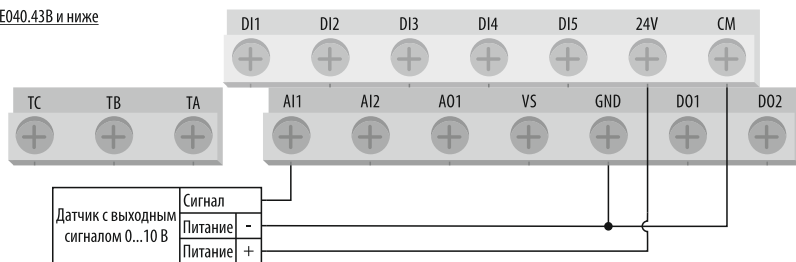 E040.43B и ниже
DI1 DI2 DI3 DI4 DI5 24V CM
TC TB TA AI1 AI2 AO1 VS GND DO1 DO2
Датчик с выходным
сигналом 0...10 В
Сигнал
Питание -
Питание +